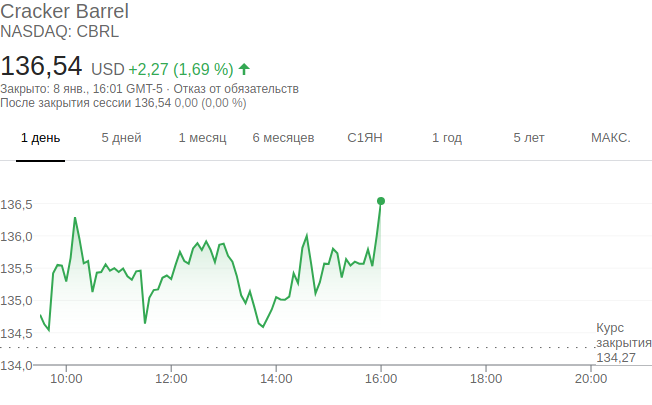 Cracker Barrel
NASDAQ: CBRL
136,54 USD +2,27 (1,69 %)
Закрыто: 8 янв., 16:01 GMT-5 · Отказ от обязательств
После закрытия сессии 136,54 0,00 (0,00 %)
1 день 5 дней 1 месяц 6 месяцев С1ЯН 1 год 5 лет МАКС.
136,5
136,0
135,5
135,0
134,5
134,0
Курс
закрытия
134,27
10:00 12:00 14:00 16:00 18:00 20:00